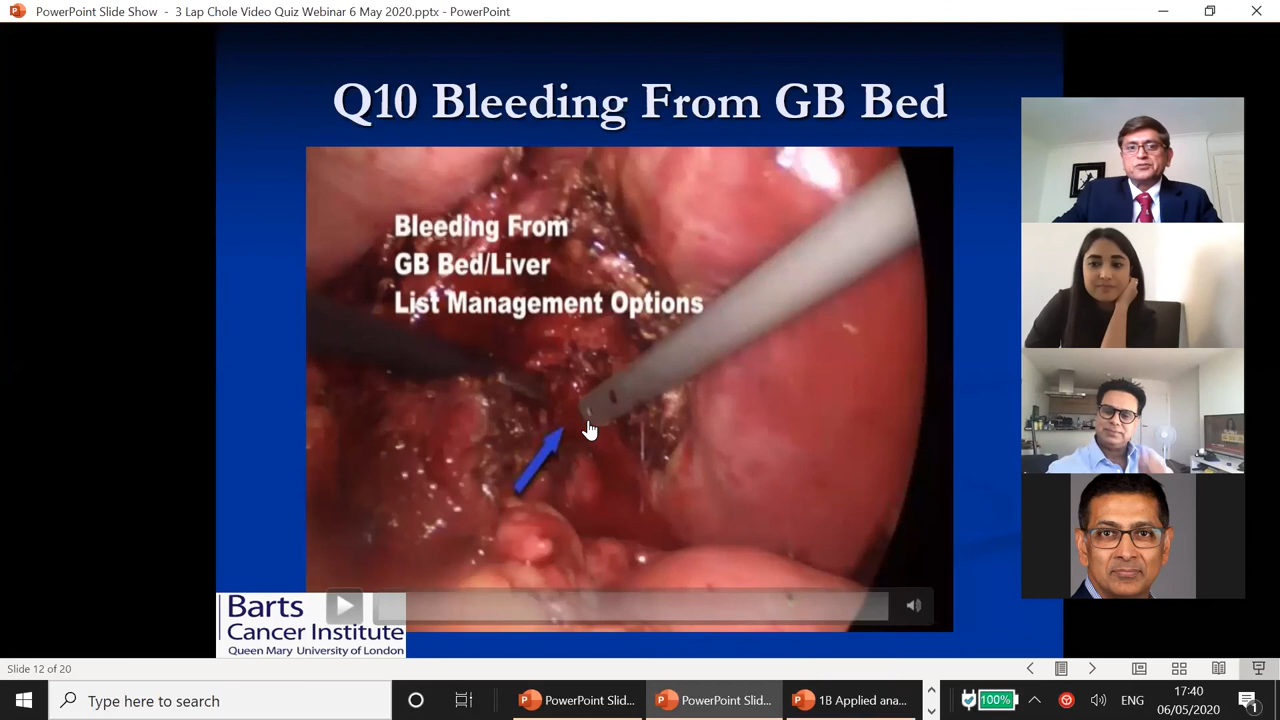 PowerPoint Slide Show - 3 Lap Chole Video Quiz Webinar 6 May 2020.pptx - PowerPoint
Q10 Bleeding From GB Bed
Bleeding From
GB Bed/Liver
List Management Options
Barts
Cancer Institute
Queen Mary University of London
Slide 12 of 20
Type here to search
PowerPoint Slid...
PowerPoint Slid...
1B Applied ana...
100%
ENG
17:40
06/05/2020
1